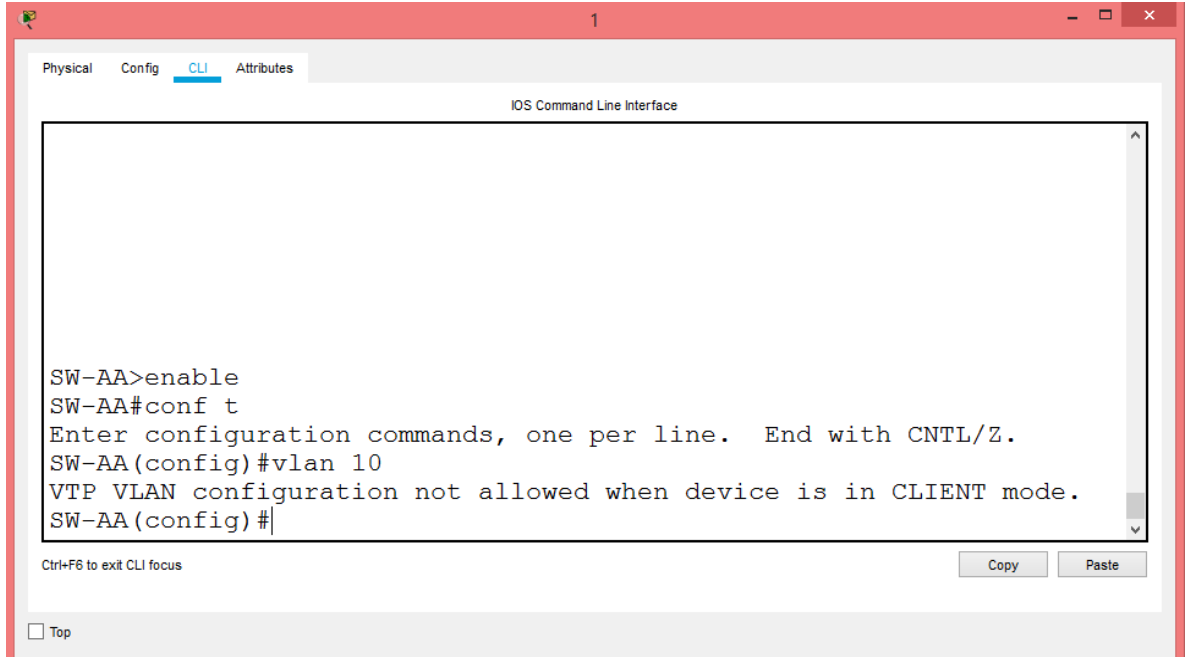 1
Physical Config CLI Attributes
IOS Command Line Interface
SW-AA>enable
SW-AA#conf t
Enter configuration commands, one per line.  End with CNTL/Z.
SW-AA(config)#vlan 10
VTP VLAN configuration not allowed when device is in CLIENT mode.
SW-AA(config)#
Ctrl+F6 to exit CLI focus
Copy Paste
Top